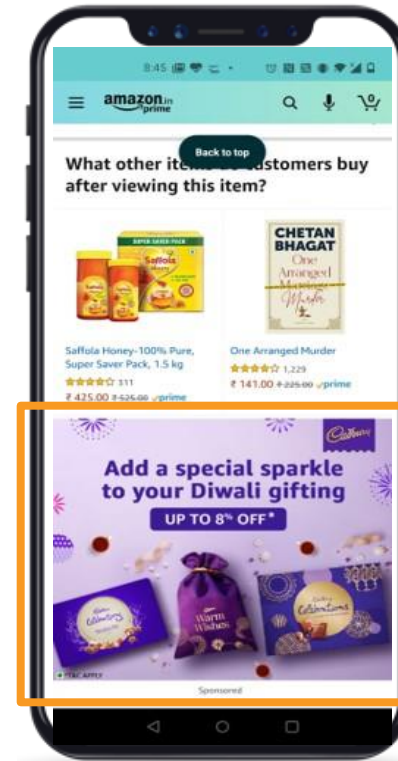 8:45
amazon.in
prime
0
Back to top
What other items do customers buy
after viewing this
item?
SUPER SAVER PACK
Saffola
Saffola Honey-100% Pure,
Super Saver Pack, 1.5 kg
311
₹ 425.00 ₹ 525.00 prime
CHETAN
BHAGAT
One
Arranged
Murder
One Arranged Murder
1,229
₹ 141.00 ₹ 225.00 prime
Cadbury
Add a special sparkle
to your Diwali gifting
UP TO 8% OFF*
Warm
Wishes
Celebrations
Celebrations
*T&C APPLY
Sponsored